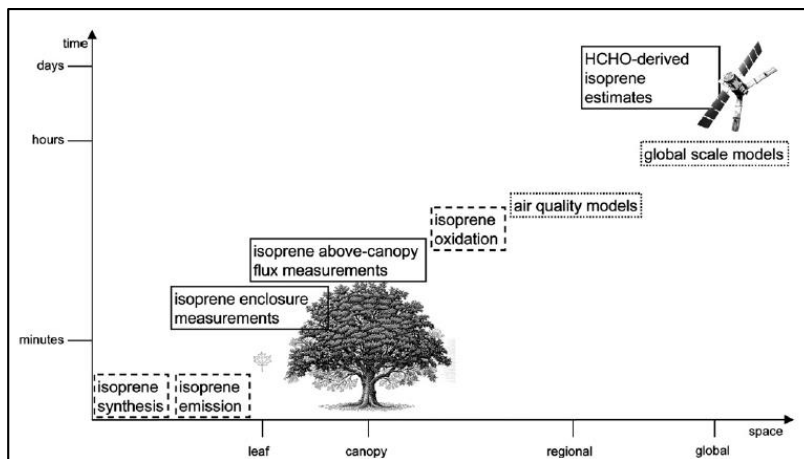 time
days
HCHO-derived
isoprene
estimates
hours
global scale models
air quality models
isoprene
oxidation
isoprene above-canopy
flux measurements
isoprene enclosure
measurements
minutes
isoprene
synthesis
isoprene
emission
space
leaf
canopy
regional
global